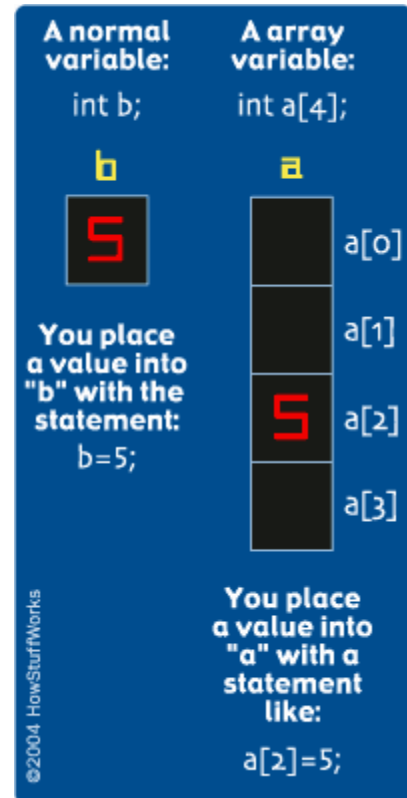 A normal
variable:
int b;
b
5
You place
a value into
"b" with the
statement:
b=5;
A array
variable:
int a[4];
a
a[0]
a[1]
5
a[2]
a[3]
You place
a value into
"a" with a
statement
like:
a[2]=5;
©2004 HowStuffWorks